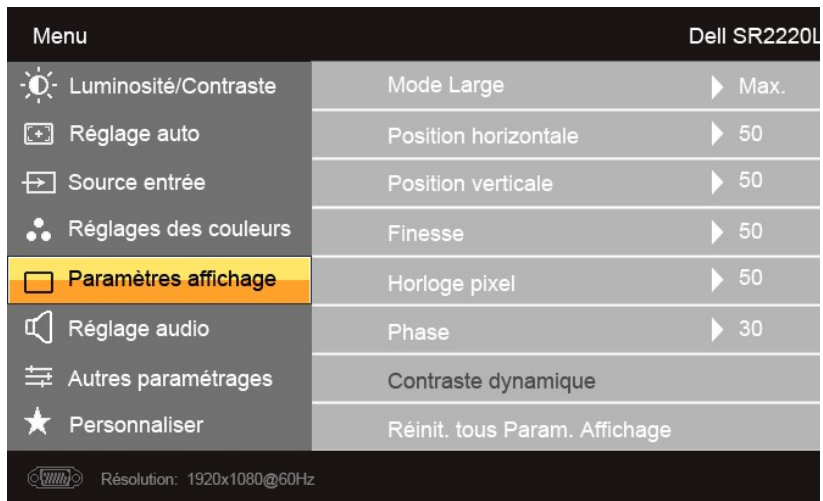 Menu
Dell SR2220L
Luminosité/Contraste
Mode Large
Max.
Réglage auto
Position horizontale
50
Source entrée
Position verticale
50
Réglages des couleurs
Finesse
50
Paramètres affichage
Horloge pixel
50
Réglage audio
Phase
30
Autres paramétrages
Contraste dynamique
Personnaliser
Réinit. tous Param. Affichage
Résolution: 1920x1080@60Hz